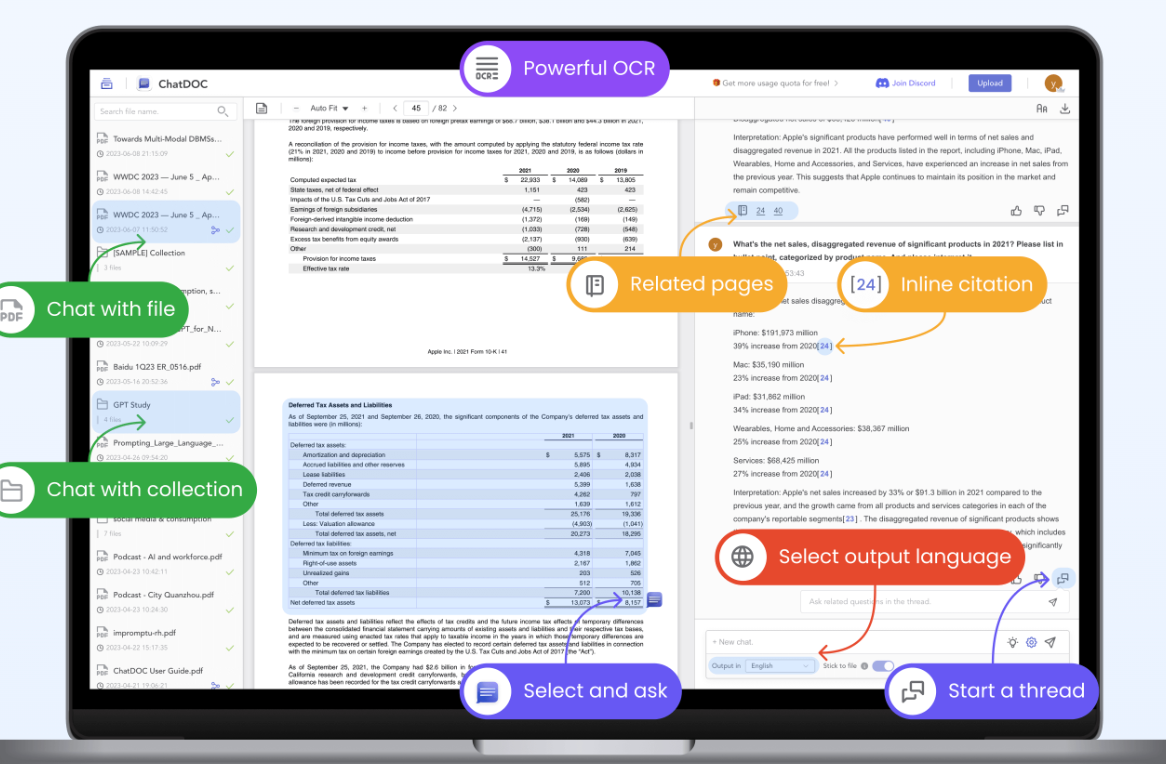 OCR
Powerful OCR
ChatDOC
Get more usage quota for free! >
Join Discord
Upload
y
Search file name.
Towards Multi-Modal DBMSs...
2023-06-08 21:15:09
WWDC 2023 — June 5 _ Ap...
2023-06-08 14:42:45
WWDC 2023 — June 5 _ Ap...
2023-06-07 11:50:52
[SAMPLE] Collection
3 files
PDF
Chat with file
2023-05-22 10:09:29
Baidu 1Q23 ER_0516.pdf
2023-05-16 20:52:36
GPT Study
4 files
Prompting_Large_Language_...
2023-04-26 09:54:20
Chat with collection
social media & consumption
7 files
Podcast - AI and workforce.pdf
2023-04-23 10:42:11
Podcast - City Quanzhou.pdf
2023-04-23 10:24:30
impromptu-rh.pdf
2023-04-22 15:17:35
ChatDOC User Guide.pdf
2023-04-21 19:06:21
− Auto Fit + < 45 / 82 >
The foreign provision for income taxes is based on foreign pretax earnings of $68.7 billion, $38.1 billion and $44.3 billion in 2021,
2020 and 2019, respectively.
A reconciliation of the provision for income taxes, with the amount computed by applying the statutory federal income tax rate
(21% in 2021, 2020 and 2019) to income before provision for income taxes for 2021, 2020 and 2019, is as follows (dollars in
millions):
2021 2020 2019
Computed expected tax $ 22,933 $ 14,089 $ 13,805
State taxes, net of federal effect 1,151 423 423
Impacts of the U.S. Tax Cuts and Jobs Act of 2017 — (582) —
Earnings of foreign subsidiaries (4,715) (2,534) (2,625)
Foreign-derived intangible income deduction (1,372) (169) (149)
Research and development credit, net (1,033) (728) (548)
Excess tax benefits from equity awards (2,137) (930) (639)
Other (300) 111 214
Provision for income taxes $ 14,527 $
Effective tax rate 13.3%
Apple Inc. | 2021 Form 10-K | 41
Deferred Tax Assets and Liabilities
As of September 25, 2021 and September 26, 2020, the significant components of the Company's deferred tax assets and
liabilities were (in millions):
2021 2020
Deferred tax assets:
Amortization and depreciation $ 5,575 $ 8,317
Accrued liabilities and other reserves 5,895 4,934
Lease liabilities 2,406 2,038
Deferred revenue 5,399 1,638
Tax credit carryforwards 4,262 797
Other 1,639 1,612
Total deferred tax assets 25,176 19,336
Less: Valuation allowance (4,903) (1,041)
Total deferred tax assets, net 20,273 18,295
Deferred tax liabilities:
Minimum tax on foreign earnings 4,318 7,045
Right-of-use assets 2,167 1,862
Unrealized gains 203 526
Other 512 705
Total deferred tax liabilities 7,200 10,138
Net deferred tax assets $ 13,073 $ 8,157
Deferred tax assets and liabilities reflect the effects of tax credits and the future income tax effects of temporary differences
between the consolidated financial statement carrying amounts of existing assets and liabilities and their respective tax bases,
and are measured using enacted tax rates that apply to taxable income in the years in which those temporary differences are
expected to be recovered or settled. The Company has elected to record certain deferred tax assets and liabilities in connection
with the minimum tax on certain foreign earnings created by the U.S. Tax Cuts and Jobs Act of 2017 (the "Act").
As of September 25, 2021, the Company had $2.6 billion in
California research and development credit carryforwards,
allowance has been recorded for the tax credit carryforwards
Select and ask
Interpretation: Apple's significant products have performed well in terms of net sales and
disaggregated revenue in 2021. All the products listed in the report, including iPhone, Mac, iPad,
Wearables, Home and Accessories, and Services, have experienced an increase in net sales from
the previous year. This suggests that Apple continues to maintain its position in the market and
remain competitive.
24 40
y
What's the net sales, disaggregated revenue of significant products in 2021? Please list in
Related pages
[24] Inline citation
53:43
name:
iPhone: $191,973 million
39% increase from 2020[24]
Mac: $35,190 million
23% increase from 2020[24]
iPad: $31,862 million
34% increase from 2020[24]
Wearables, Home and Accessories: $38,367 million
25% increase from 2020[24]
Services: $68,425 million
27% increase from 2020[24]
Interpretation: Apple's net sales increased by 33% or $91.3 billion in 2021 compared to the
previous year, and the growth came from all products and services categories in each of the
company's reportable segments[23] . The disaggregated revenue of significant products shows
which includes
significantly
Select output language
Ask related questions in the thread.
+ New chat.
Output in English
Stick to file
Start a thread